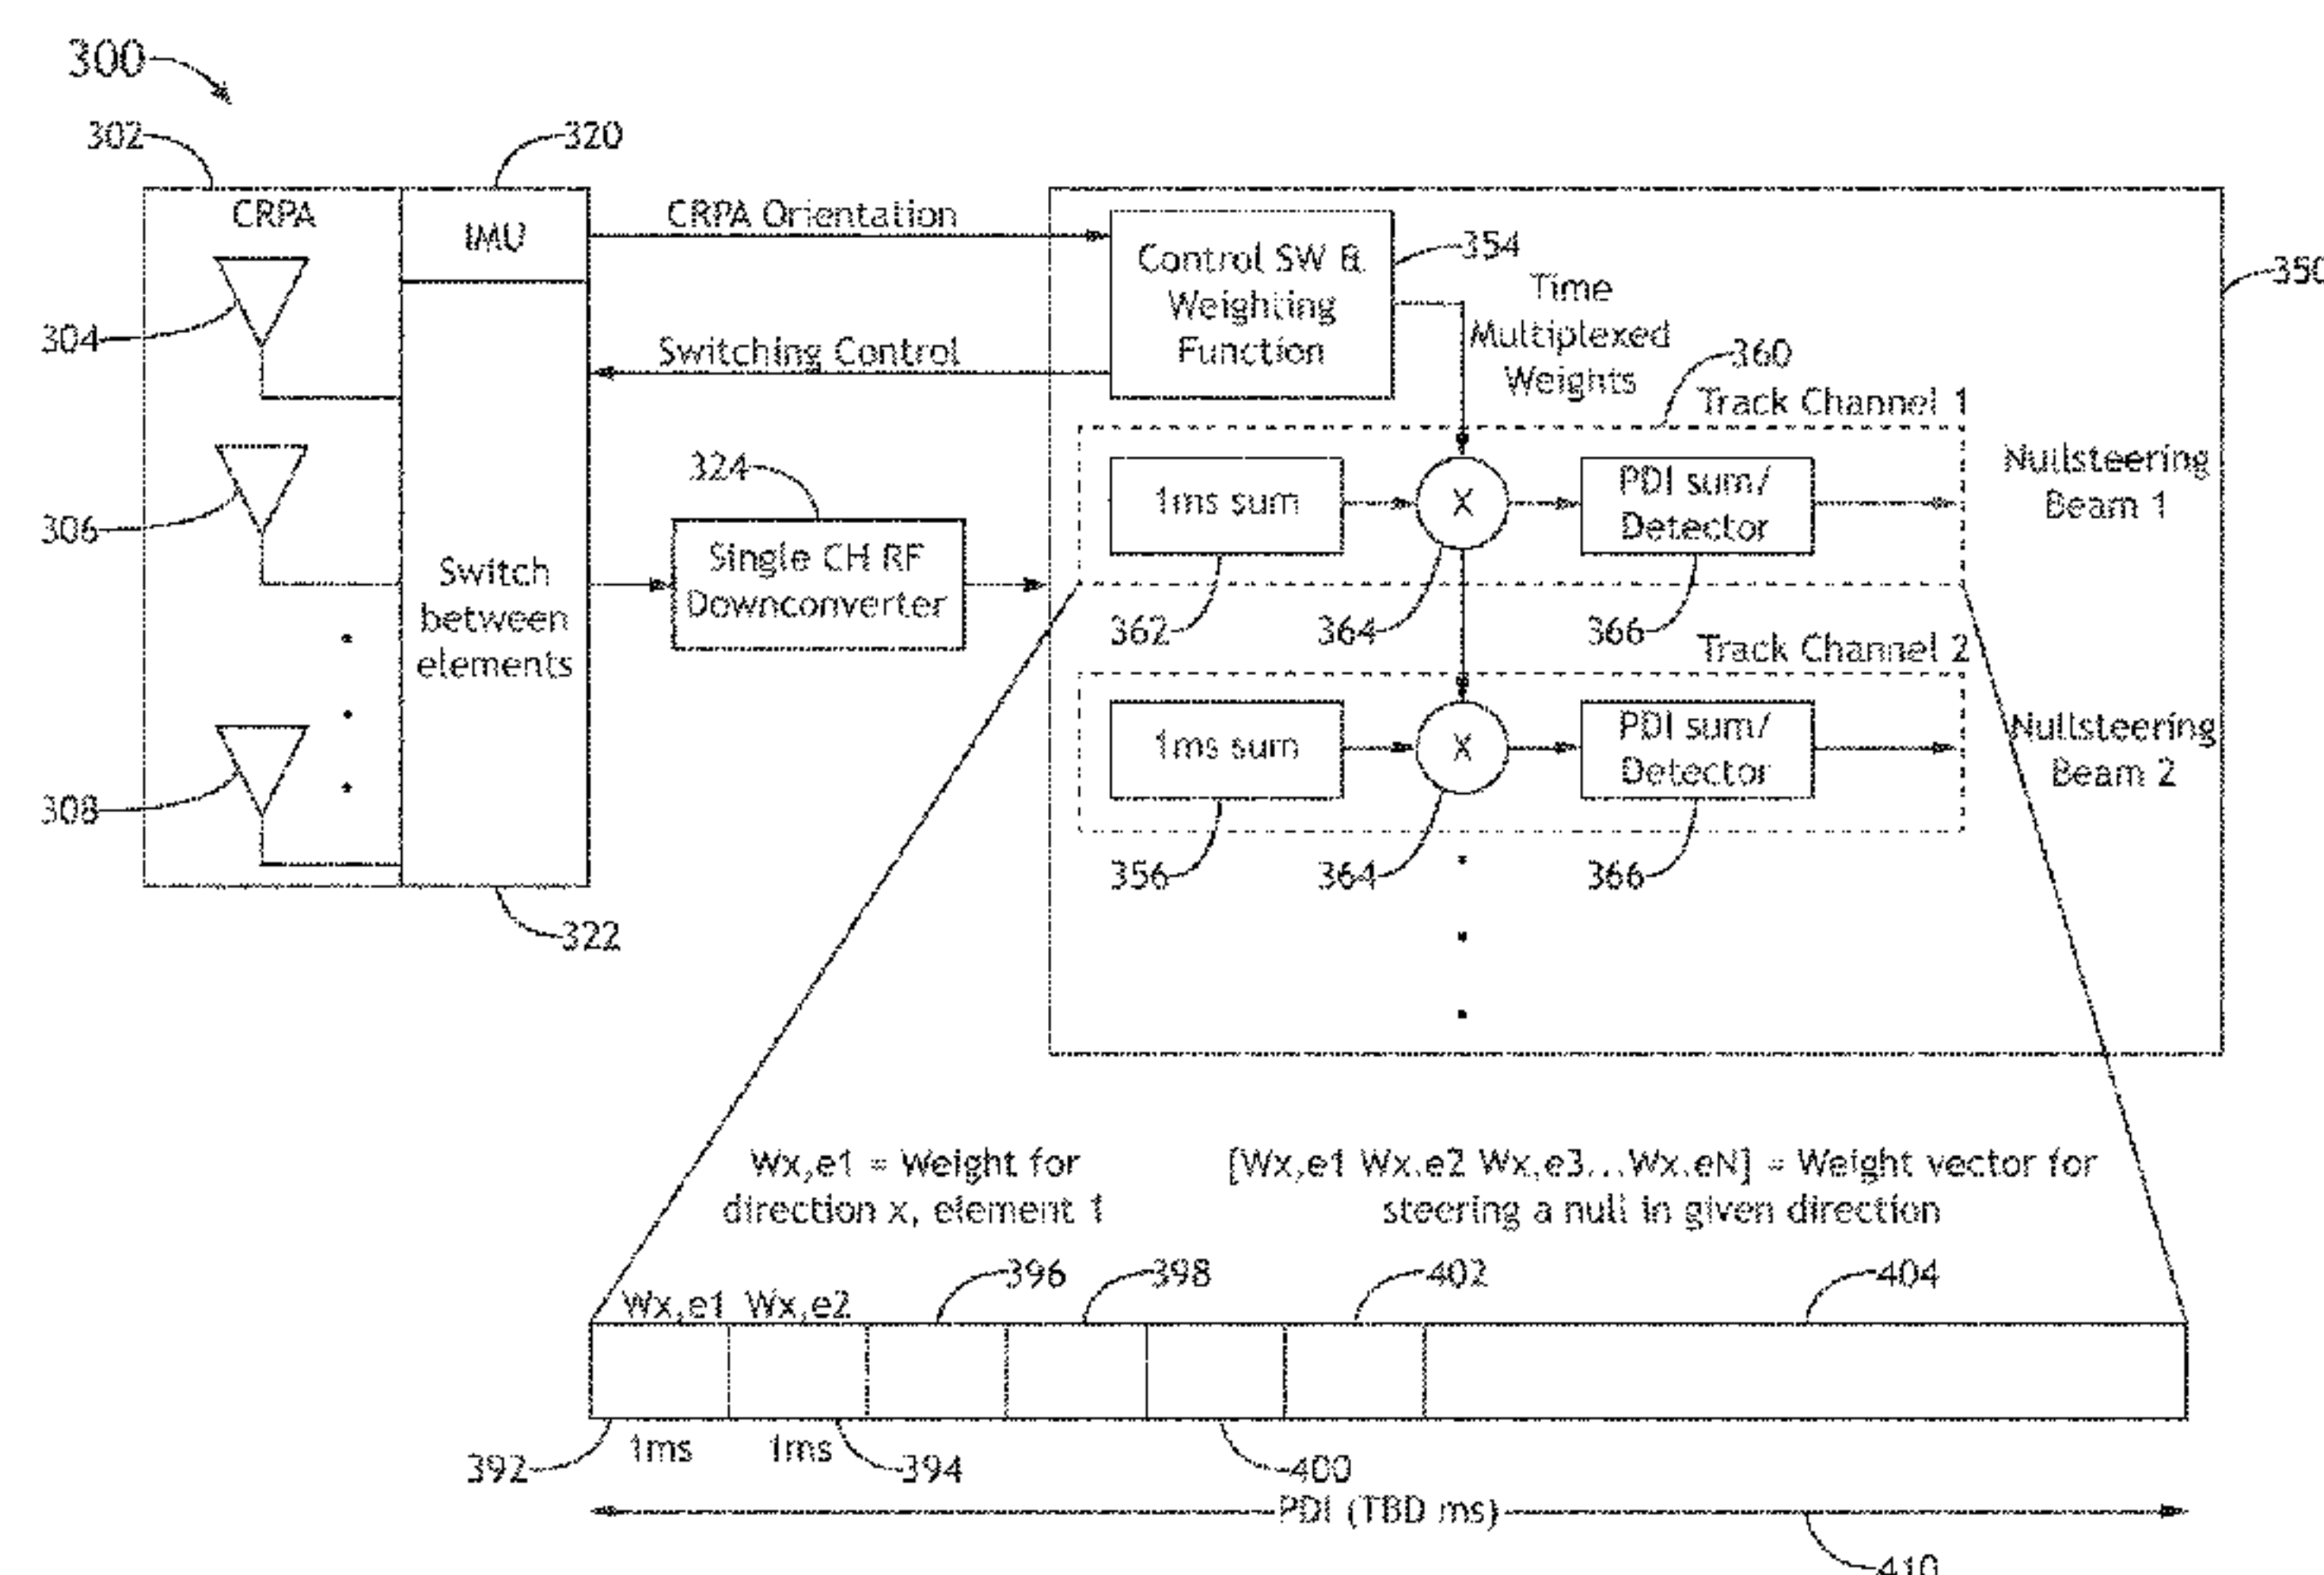 300
302
320
CRPA
IMU
CRPA Orientation
Control SW &
Weighting
Function
354
350
304
Switching Control
Time
Multiplexed
Weights
360
Track Channel 1
324
306
Single CH RF
Downconverter
Switch
between
elements
1ms sum
X
PDI sum/
Detector
Nullsteering
Beam 1
362
364
366
Track Channel 2
308
1ms sum
X
PDI sum/
Detector
Nullsteering
Beam 2
356
364
366
322
Wx,e1 = Weight for
direction x, element 1
[Wx,e1 Wx.e2 Wx,e3...Wx.eN] = Weight vector for
steering a null in given direction
396
398
402
404
Wx,e1 Wx,e2
392
1ms
1ms
394
400
PDI (TBD ms)
410